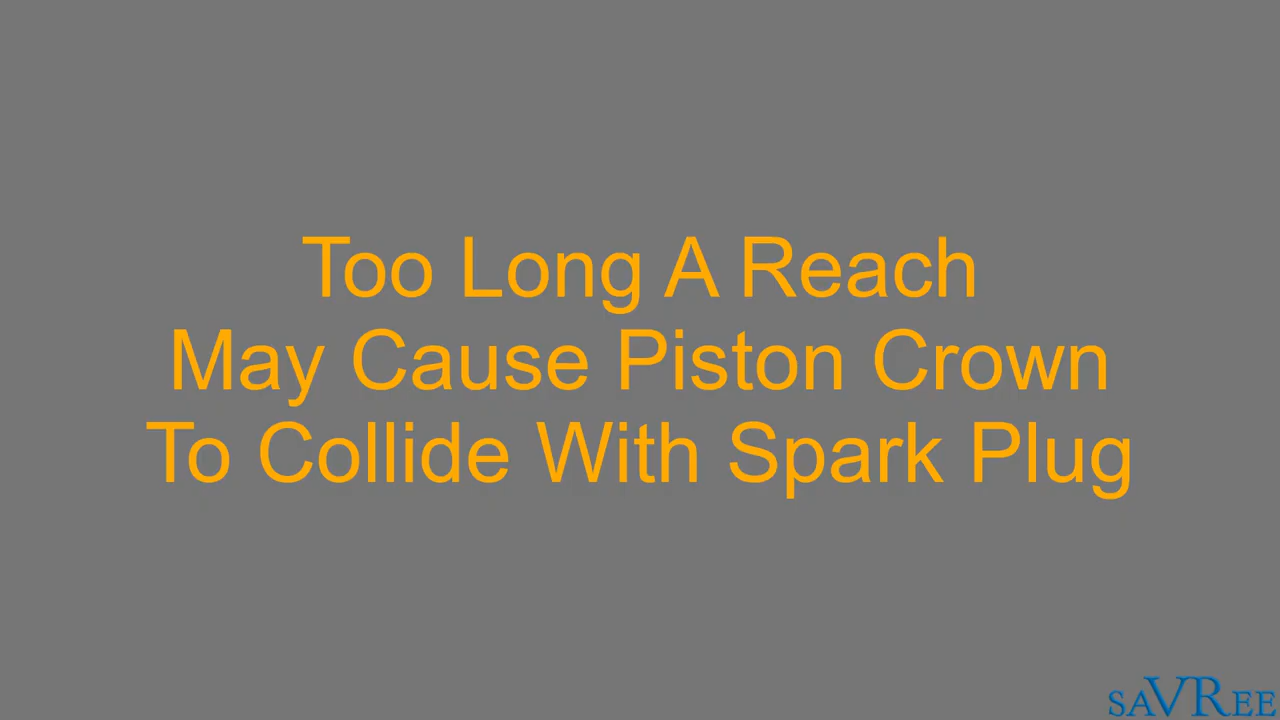 Too Long A Reach
May Cause Piston Crown
To Collide With Spark Plug
saVRee